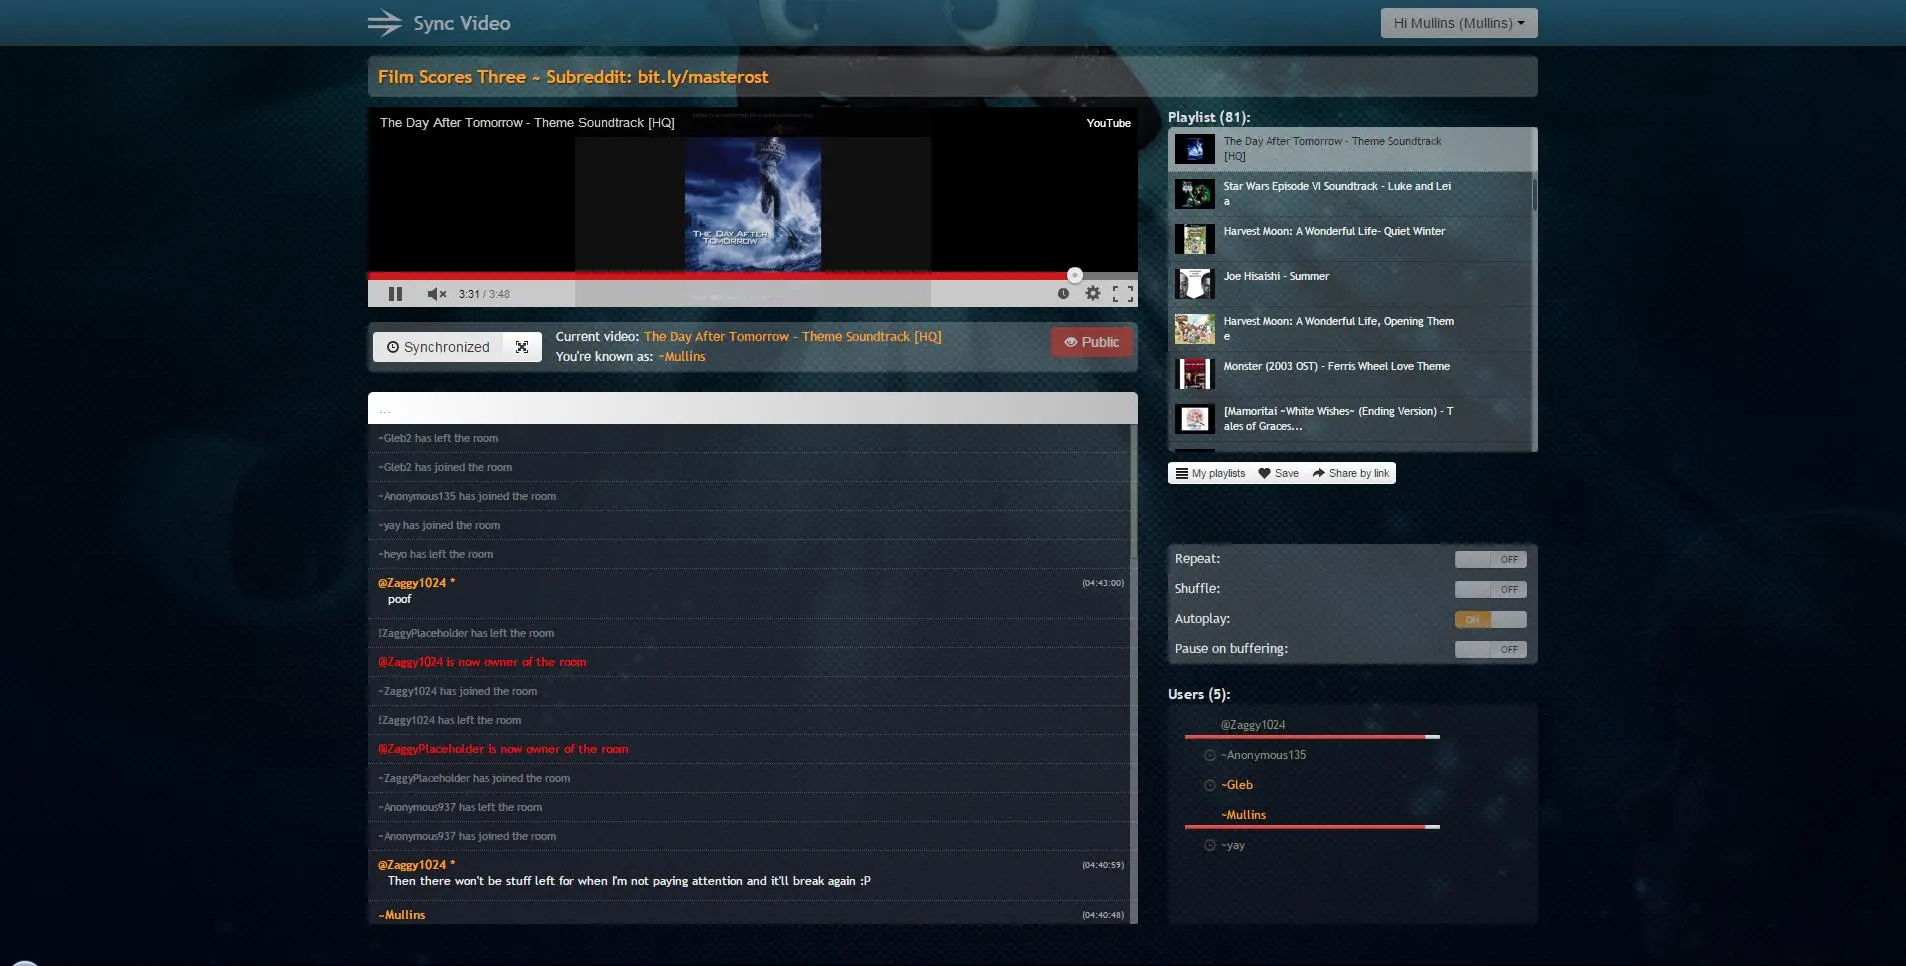 Sync Video
Hi Mullins (Mullins)
Film Scores Three ~ Subreddit: bit.ly/masterost
The Day After Tomorrow - Theme Soundtrack [HQ]
YouTube
THE DAY AFTER
TOMORROW
3:31 / 3:48
Synchronized
Current video: The Day After Tomorrow - Theme Soundtrack [HQ]
You're known as: ~Mullins
Public
...
~Gleb2 has left the room
~Gleb2 has joined the room
~Anonymous135 has joined the room
~yay has joined the room
~heyo has left the room
@Zaggy1024 *
(04:43:00)
poof
!ZaggyPlaceholder has left the room
@Zaggy1024 is now owner of the room
~Zaggy1024 has joined the room
!Zaggy1024 has left the room
@ZaggyPlaceholder is now owner of the room
~ZaggyPlaceholder has joined the room
~Anonymous937 has left the room
~Anonymous937 has joined the room
@Zaggy1024 *
(04:40:59)
Then there won't be stuff left for when I'm not paying attention and it'll break again :P
~Mullins
(04:40:48)
Playlist (81):
The Day After Tomorrow - Theme Soundtrack
[HQ]
Star Wars Episode VI Soundtrack - Luke and Lei
a
Harvest Moon: A Wonderful Life- Quiet Winter
Joe Hisaishi - Summer
Harvest Moon: A Wonderful Life, Opening Them
e
Monster (2003 OST) - Ferris Wheel Love Theme
[Mamoritai ~White Wishes~ (Ending Version) - T
ales of Graces...
My playlists
Save
Share by link
Repeat:
OFF
Shuffle:
OFF
Autoplay:
ON
Pause on buffering:
OFF
Users (5):
@Zaggy1024
~Anonymous135
~Gleb
~Mullins
~yay